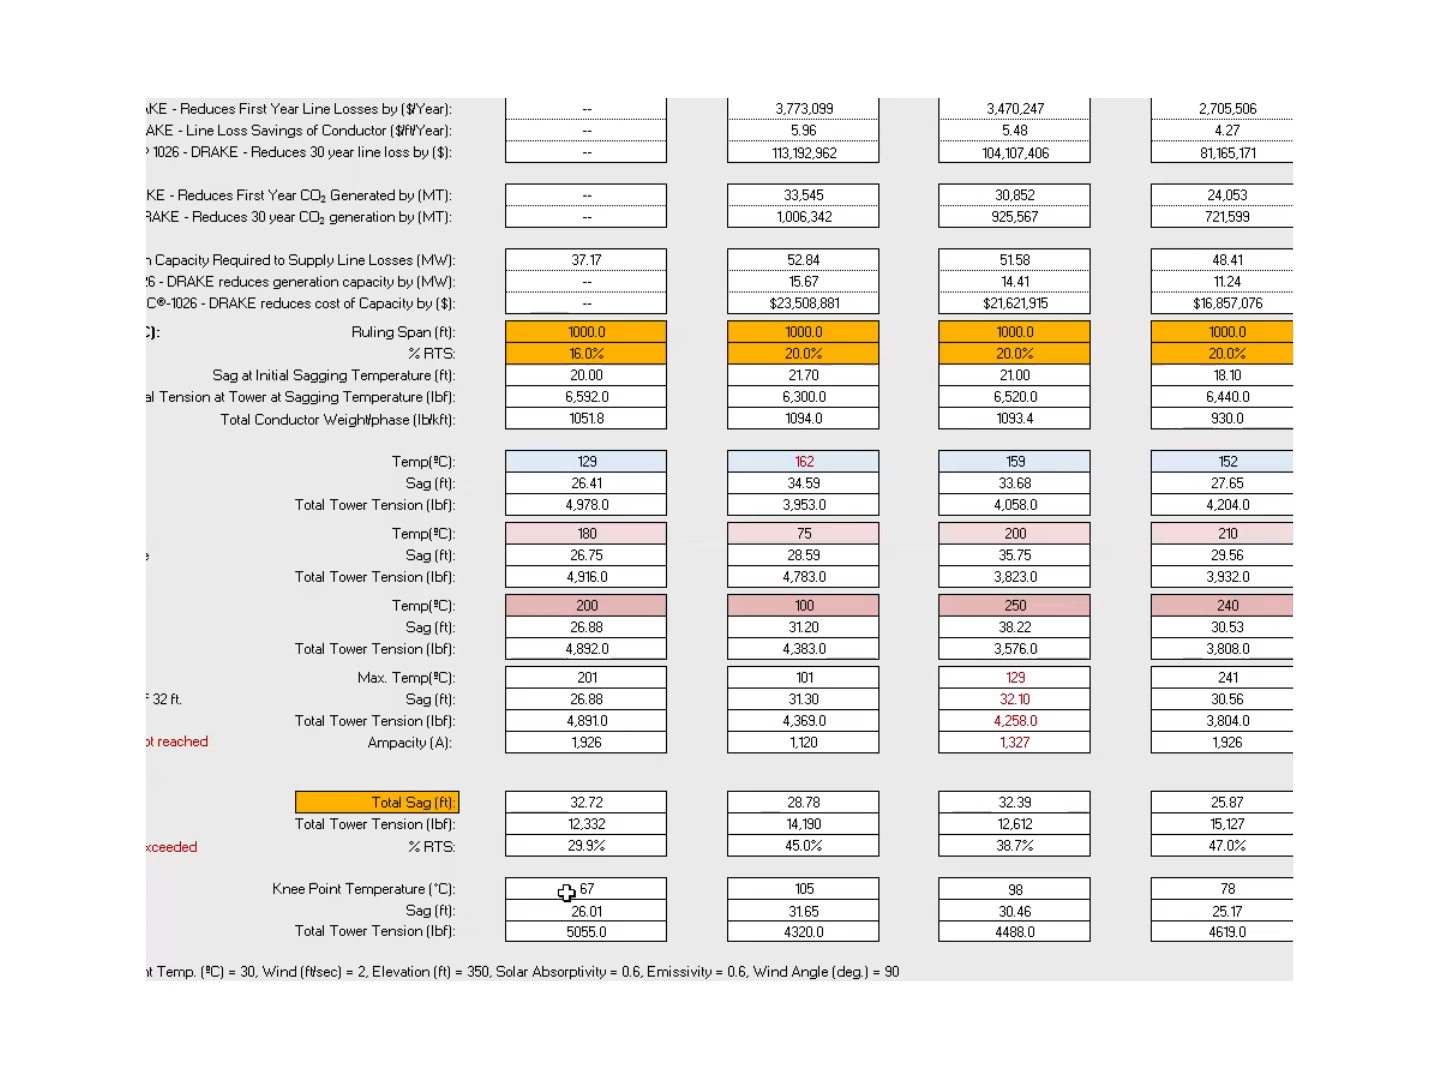 AKE - Reduces First Year Line Losses by ($/Year): -- 3,773,099 3,470,247 2,705,506
AKE - Line Loss Savings of Conductor ($/ft/Year): -- 5.96 5.48 4.27
1026 - DRAKE - Reduces 30 year line loss by ($): -- 113,192,962 104,107,406 81,165,171
KE - Reduces First Year CO₂ Generated by (MT): -- 33,545 30,852 24,053
RAKE - Reduces 30 year CO₂ generation by (MT): -- 1,006,342 925,567 721,599
n Capacity Required to Supply Line Losses (MW): 37.17 52.84 51.58 48.41
26 - DRAKE reduces generation capacity by (MW): -- 15.67 14.41 11.24
C®-1026 - DRAKE reduces cost of Capacity by ($): -- $23,508,881 $21,621,915 $16,857,076
C): Ruling Span (ft): 1000.0 1000.0 1000.0 1000.0
% RTS: 16.0% 20.0% 20.0% 20.0%
Sag at Initial Sagging Temperature (ft): 20.00 21.70 21.00 18.10
al Tension at Tower at Sagging Temperature (lbf): 6,592.0 6,300.0 6,520.0 6,440.0
Total Conductor Weight/phase (lb/kft): 1051.8 1094.0 1093.4 930.0
Temp(ºC): 129 162 159 152
Sag (ft): 26.41 34.59 33.68 27.65
Total Tower Tension (lbf): 4,978.0 3,953.0 4,058.0 4,204.0
Temp(ºC): 180 75 200 210
e Sag (ft): 26.75 28.59 35.75 29.56
Total Tower Tension (lbf): 4,916.0 4,783.0 3,823.0 3,932.0
Temp(ºC): 200 100 250 240
Sag (ft): 26.88 31.20 38.22 30.53
Total Tower Tension (lbf): 4,892.0 4,383.0 3,576.0 3,808.0
Max. Temp(ºC): 201 101 129 241
F 32 ft. Sag (ft): 26.88 31.30 32.10 30.56
Total Tower Tension (lbf): 4,891.0 4,369.0 4,258.0 3,804.0
ot reached Ampacity (A): 1,926 1,120 1,327 1,926
Total Sag (ft): 32.72 28.78 32.39 25.87
Total Tower Tension (lbf): 12,332 14,190 12,612 15,127
xceeded % RTS: 29.9% 45.0% 38.7% 47.0%
Knee Point Temperature (°C): 67 105 98 78
Sag (ft): 26.01 31.65 30.46 25.17
Total Tower Tension (lbf): 5055.0 4320.0 4488.0 4619.0
nt Temp. (ºC) = 30, Wind (ft/sec) = 2, Elevation (ft) = 350, Solar Absorptivity = 0.6, Emissivity = 0.6, Wind Angle (deg.) = 90